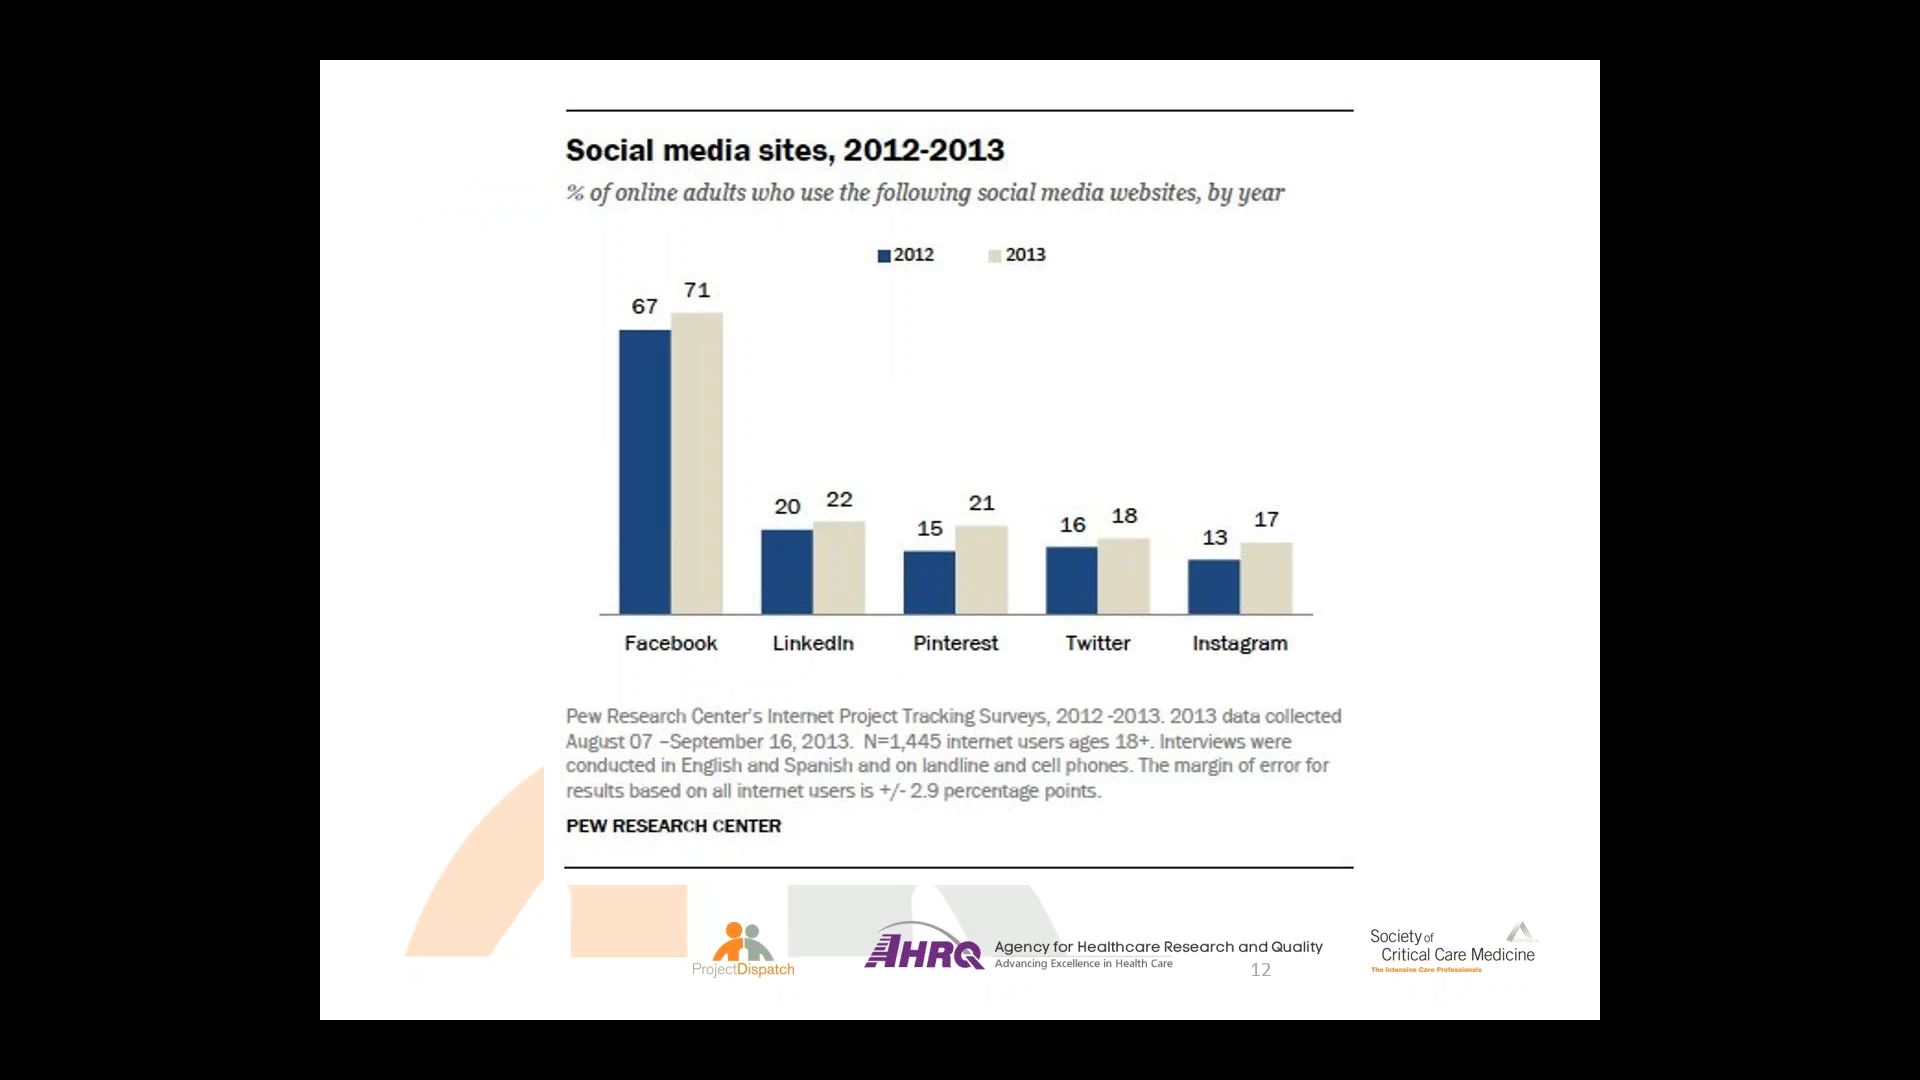 Social media sites, 2012-2013
% of online adults who use the following social media websites, by year
2012 2013
67 71
20 22
15 21
16 18
13 17
Facebook LinkedIn Pinterest Twitter Instagram
Pew Research Center's Internet Project Tracking Surveys, 2012 -2013. 2013 data collected
August 07 –September 16, 2013. N=1,445 internet users ages 18+. Interviews were
conducted in English and Spanish and on landline and cell phones. The margin of error for
results based on all internet users is +/- 2.9 percentage points.
PEW RESEARCH CENTER
ProjectDispatch
AHRQ
Agency for Healthcare Research and Quality
Advancing Excellence in Health Care
12
Society of
Critical Care Medicine
The Intensive Care Professionals